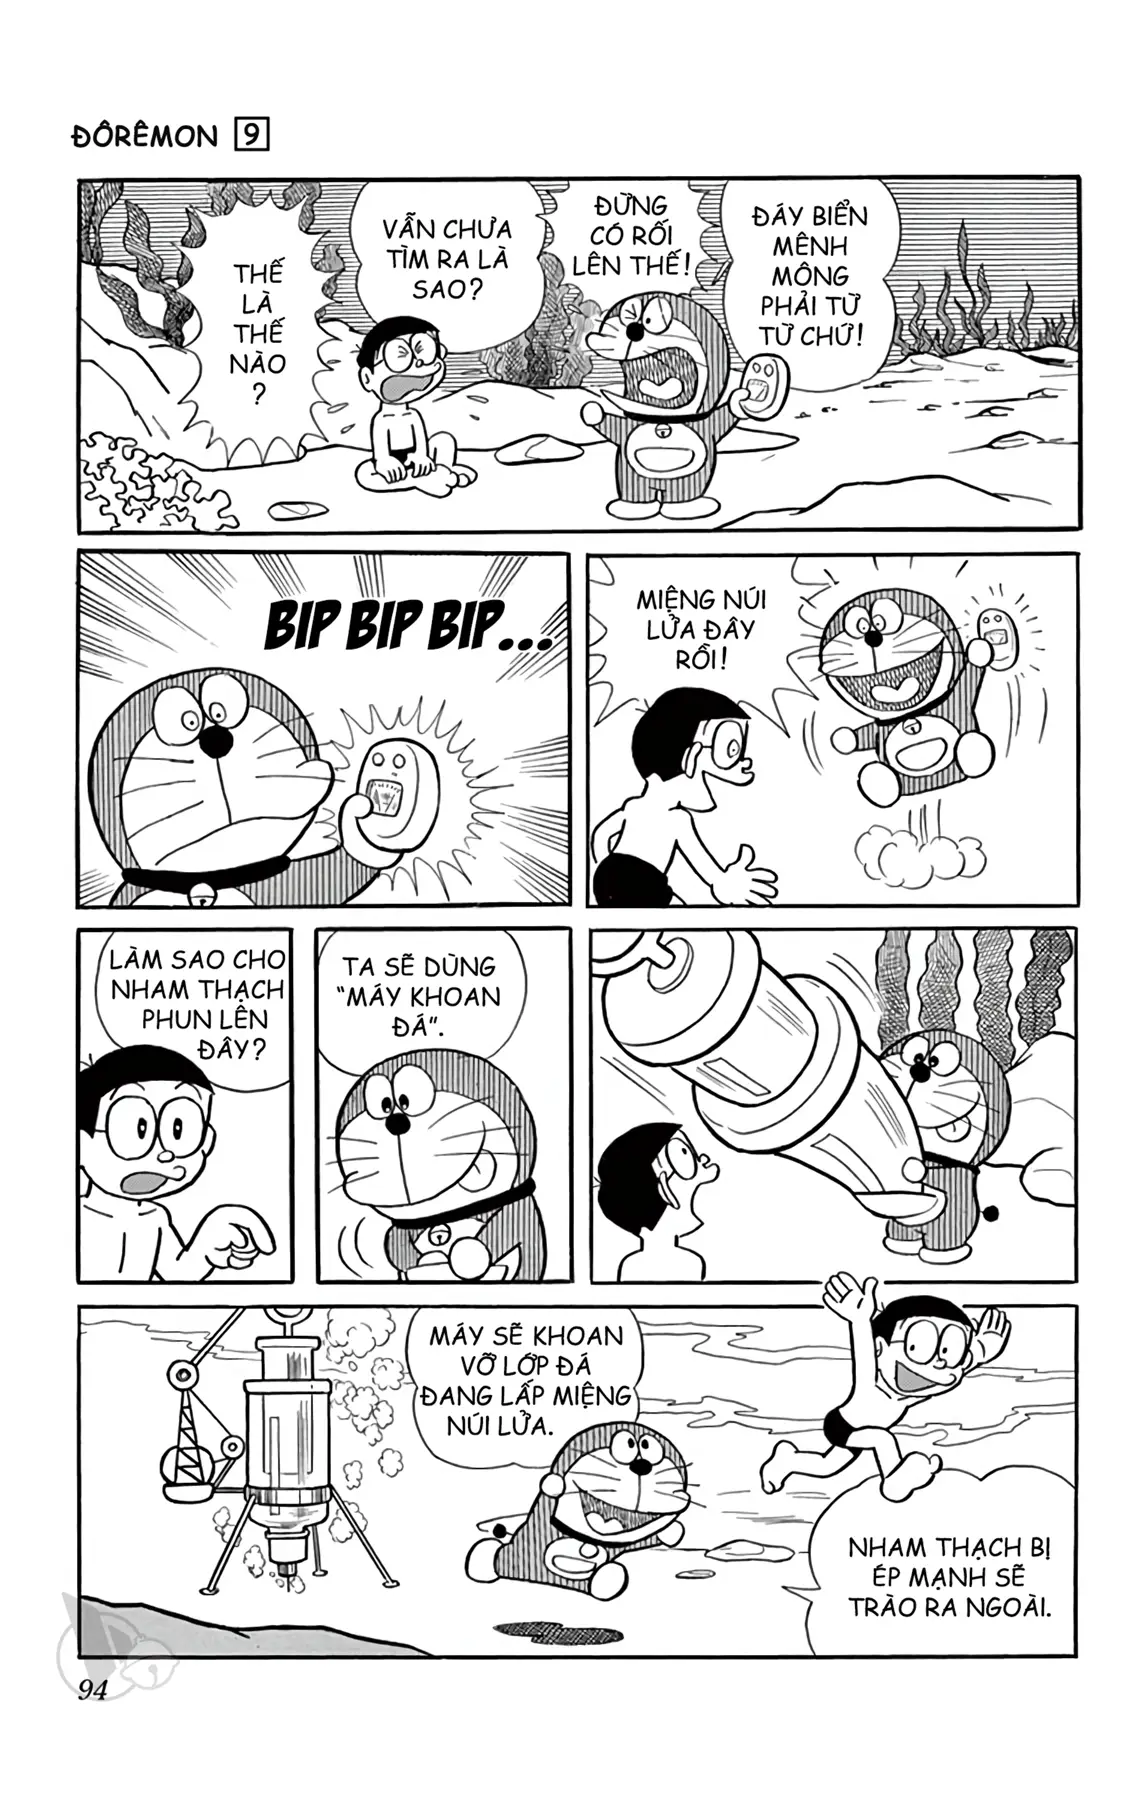 ĐÔRÊMON 9
THẾ
LÀ
THẾ
NÀO
?
VẪN CHƯA
TÌM RA LÀ
SAO?
ĐỪNG
CÓ RỐI
LÊN THẾ!
ĐÁY BIỂN
MÊNH
MÔNG
PHẢI TỪ
TỪ CHỨ!
BIP BIP BIP...
MIỆNG NÚI
LỬA ĐÂY
RỒI!
LÀM SAO CHO
NHAM THẠCH
PHUN LÊN
ĐÂY?
TA SẼ DÙNG
"MÁY KHOAN
ĐÁ".
MÁY SẼ KHOAN
VỠ LỚP ĐÁ
ĐANG LẤP MIỆNG
NÚI LỬA.
NHAM THẠCH BỊ
ÉP MẠNH SẼ
TRÀO RA NGOÀI.
94